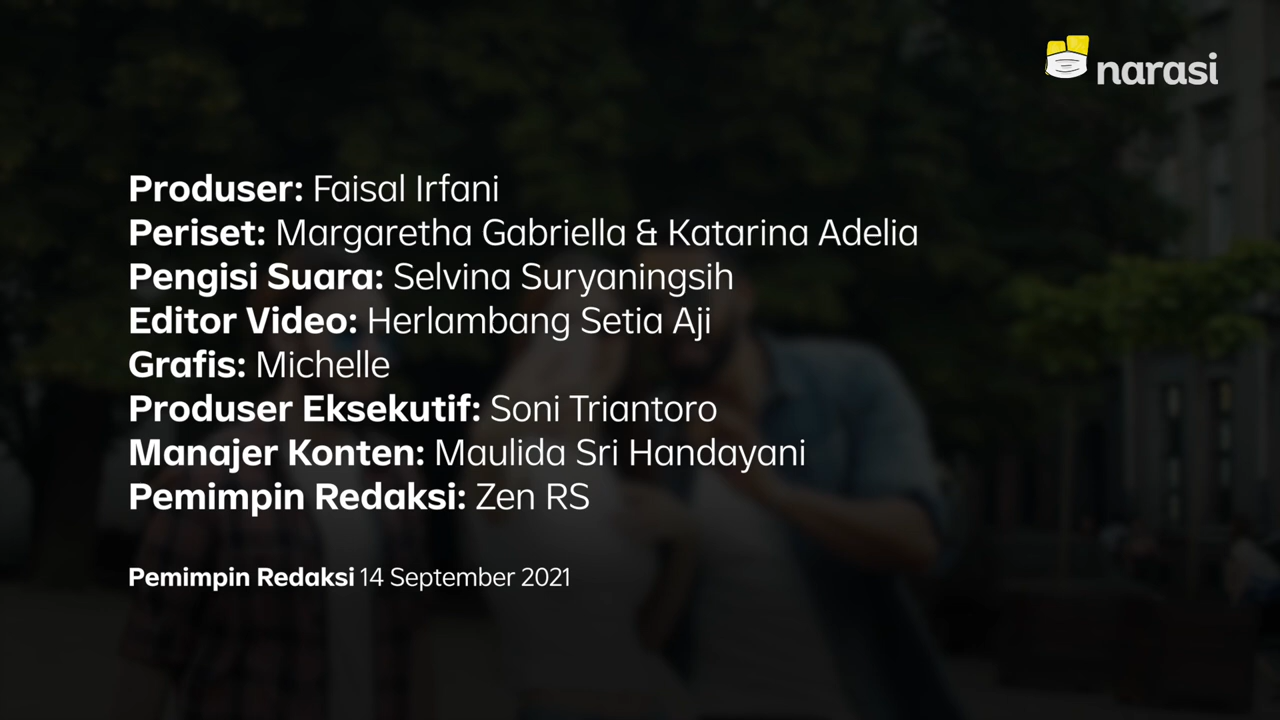 narasi
Produser: Faisal Irfani
Periset: Margaretha Gabriella & Katarina Adelia
Pengisi Suara: Selvina Suryaningsih
Editor Video: Herlambang Setia Aji
Grafis: Michelle
Produser Eksekutif: Soni Triantoro
Manajer Konten: Maulida Sri Handayani
Pemimpin Redaksi: Zen RS
Pemimpin Redaksi 14 September 2021